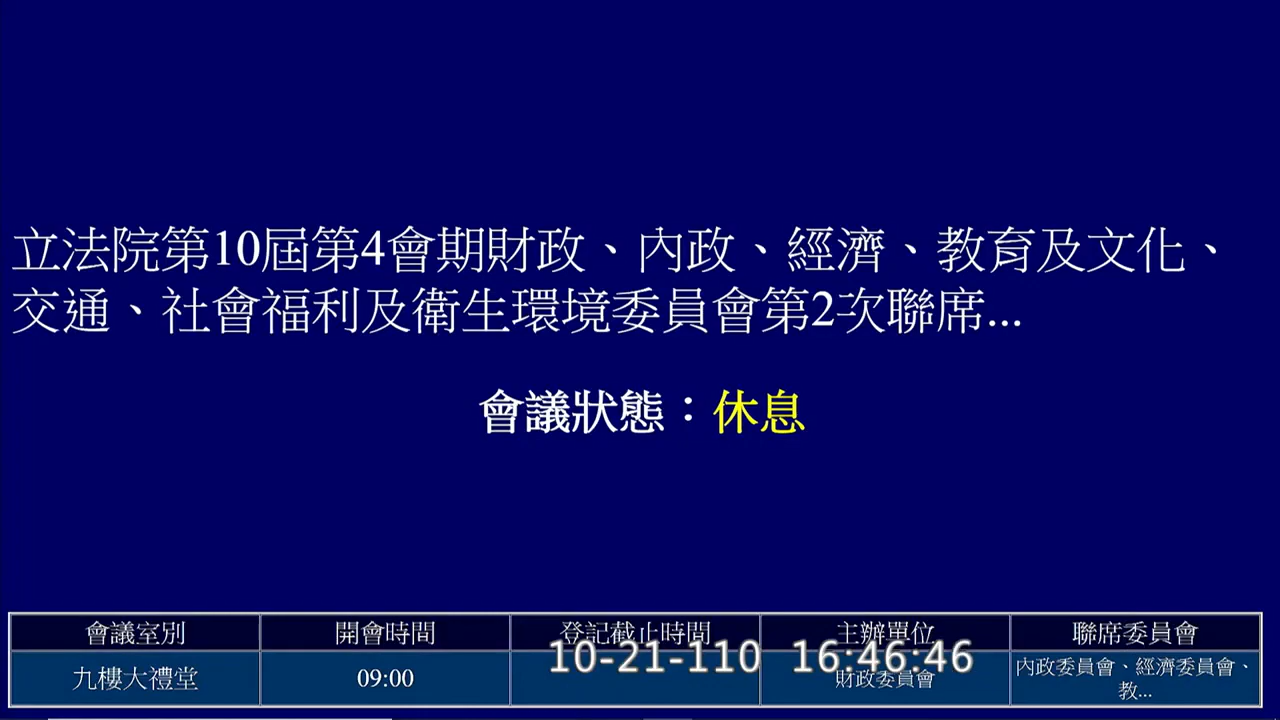 立法院第10屆第4會期財政、內政、經濟、教育及文化、
交通、社會福利及衛生環境委員會第2次聯席...
會議狀態：休息
會議室別 開會時間 登記截止時間 主辦單位 聯席委員會
九樓大禮堂 09:00 財政委員會 內政委員會、經濟委員會、
教...
10-21-110 16:46:46